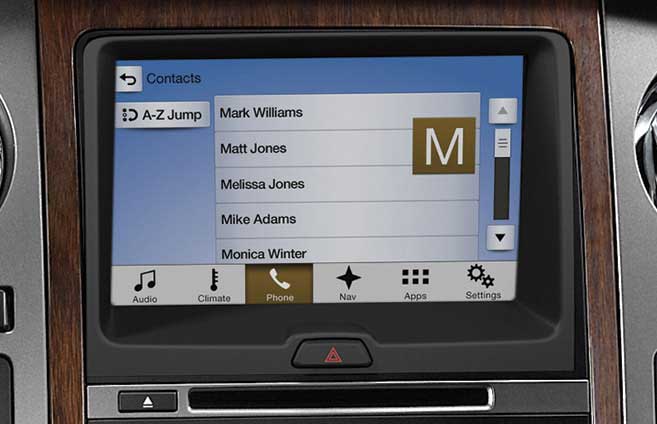 Contacts
A-Z Jump
Mark Williams
Matt Jones
M
Melissa Jones
Mike Adams
Monica Winter
Audio
Climate
Phone
Nav
Apps
Settings